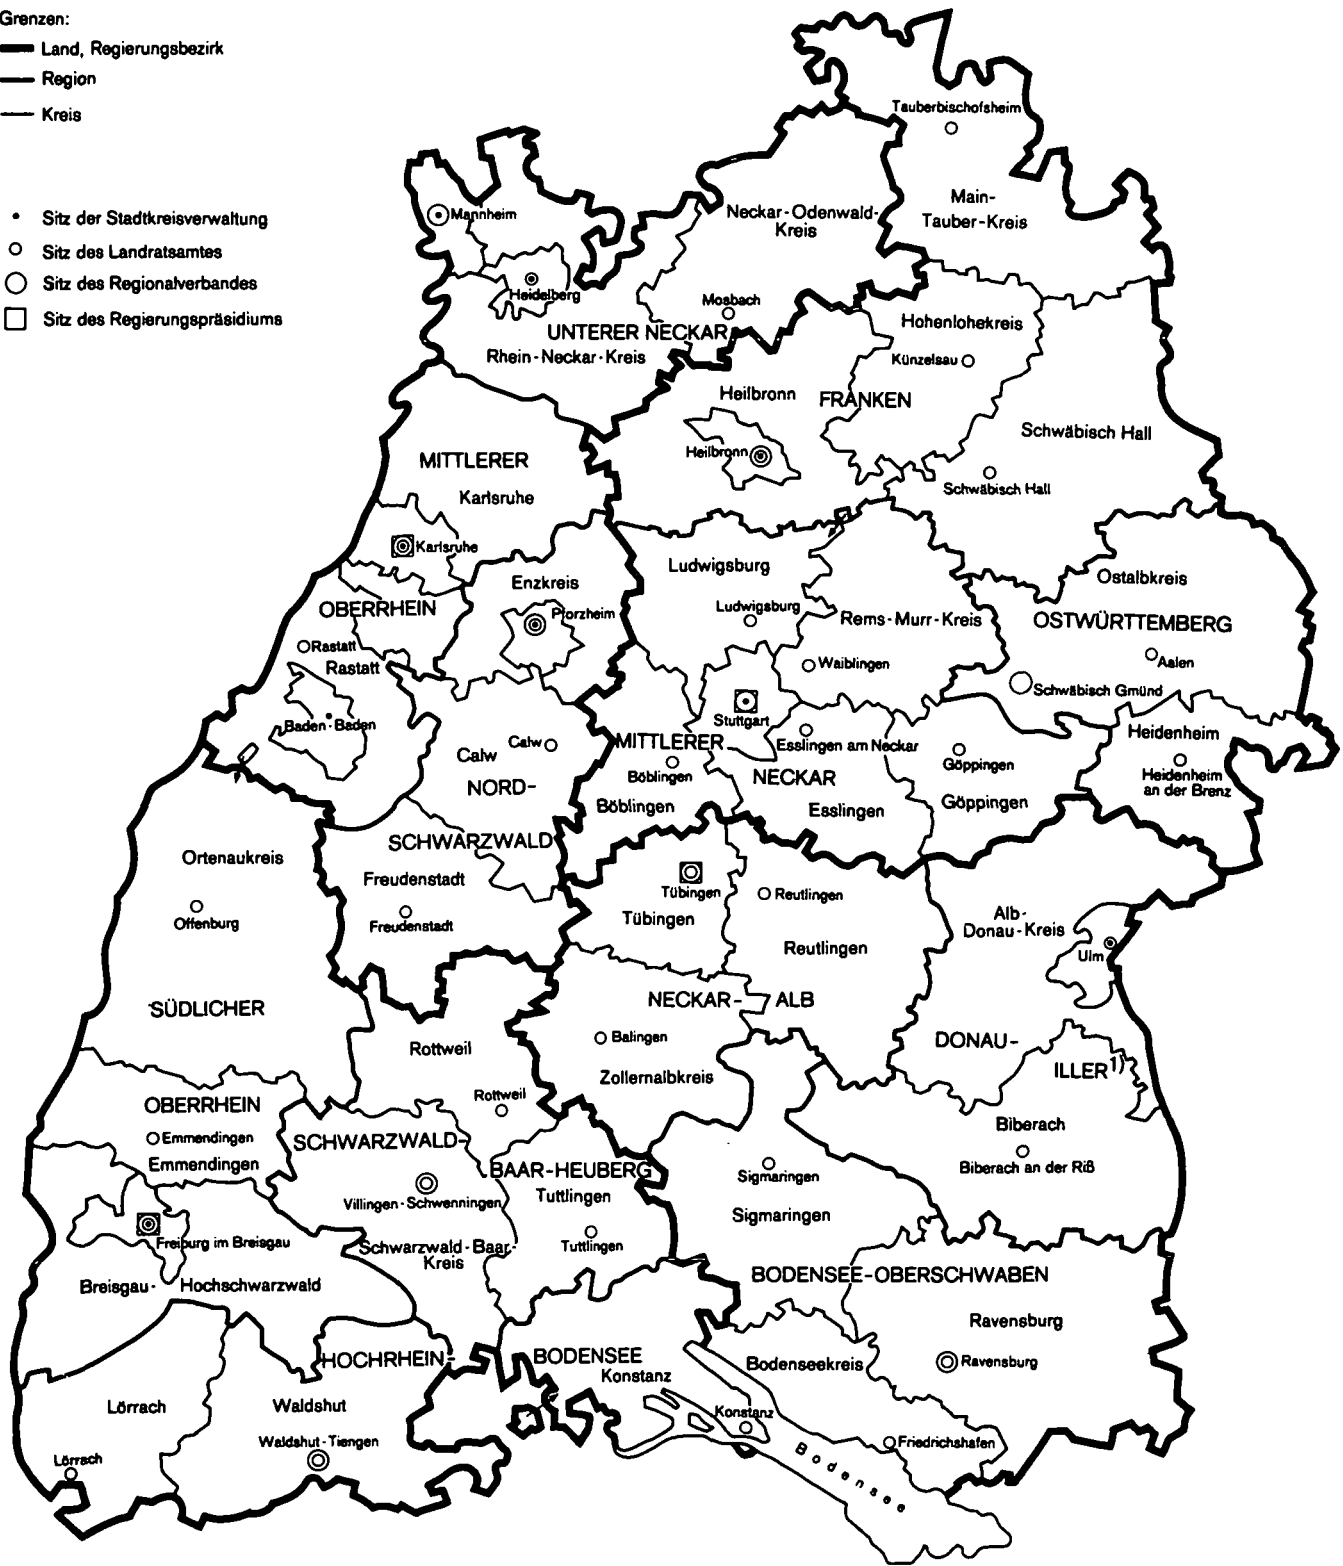 Grenzen:
Land, Regierungsbezirk
Region
Kreis
Sitz der Stadtkreisverwaltung
Sitz des Landratsamtes
Sitz des Regionalverbandes
Sitz des Regierungspräsidiums
Tauberbischofsheim
Main-
Tauber-Kreis
Mannheim
Neckar-Odenwald-
Kreis
Heidelberg
Mosbach
UNTERER NECKAR
Rhein-Neckar-Kreis
Hohenlohekreis
Künzelsau
Heilbronn
FRANKEN
Schwäbisch Hall
Heilbronn
Schwäbisch Hall
MITTLERER
Karlsruhe
Karlsruhe
Ludwigsburg
Enzkreis
Ostalbkreis
OBERRHEIN
Pforzheim
Ludwigsburg
Rems-Murr-Kreis
OSTWÜRTTEMBERG
Rastatt
Rastatt
Waiblingen
Aalen
Schwäbisch Gmünd
Baden-Baden
Stuttgart
Calw
Calw
MITTLERER
Esslingen am Neckar
Göppingen
Heidenheim
Heidenheim
an der Brenz
NORD-
Böblingen
NECKAR
Böblingen
Esslingen
Göppingen
SCHWARZWALD
Ortenaukreis
Freudenstadt
Tübingen
Reutlingen
Offenburg
Freudenstadt
Tübingen
Alb-
Donau-Kreis
Reutlingen
Ulm
SÜDLICHER
NECKAR-
ALB
Rottweil
Balingen
DONAU-
ILLER1)
Zollernalbkreis
Rottweil
OBERRHEIN
Biberach
Emmendingen
Emmendingen
SCHWARZWALD-
BAAR-HEUBERG
Sigmaringen
Biberach an der Riß
Villingen-Schwenningen
Tuttlingen
Sigmaringen
Freiburg im Breisgau
Schwarzwald-Baar-
Kreis
Tuttlingen
Breisgau-
Hochschwarzwald
BODENSEE-OBERSCHWABEN
Ravensburg
HOCHRHEIN-
BODENSEE
Konstanz
Bodenseekreis
Ravensburg
Lörrach
Waldshut
Konstanz
Waldshut-Tiengen
Friedrichshafen
Lörrach
Bodensee